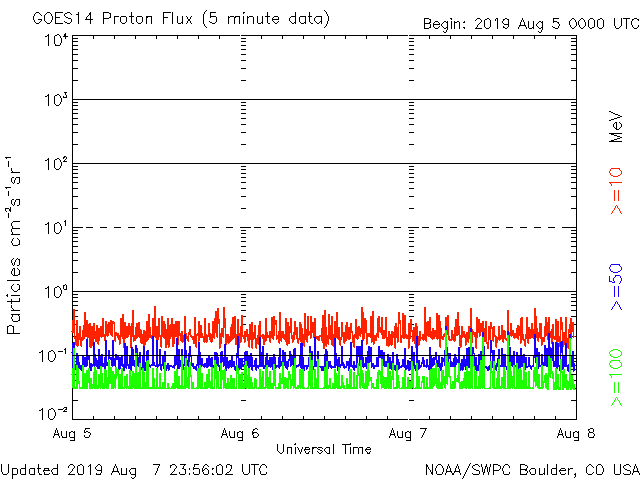 GOES14 Proton Flux (5 minute data)
Begin: 2019 Aug 5 0000 UTC
10⁴
10³
10²
10¹
10⁰
10⁻¹
10⁻²
Particles cm⁻²s⁻¹sr⁻¹
MeV
>=10
>=50
>=100
Aug 5 Aug 6 Aug 7 Aug 8
Universal Time
Updated 2019 Aug 7 23:56:02 UTC
NOAA/SWPC Boulder, CO USA